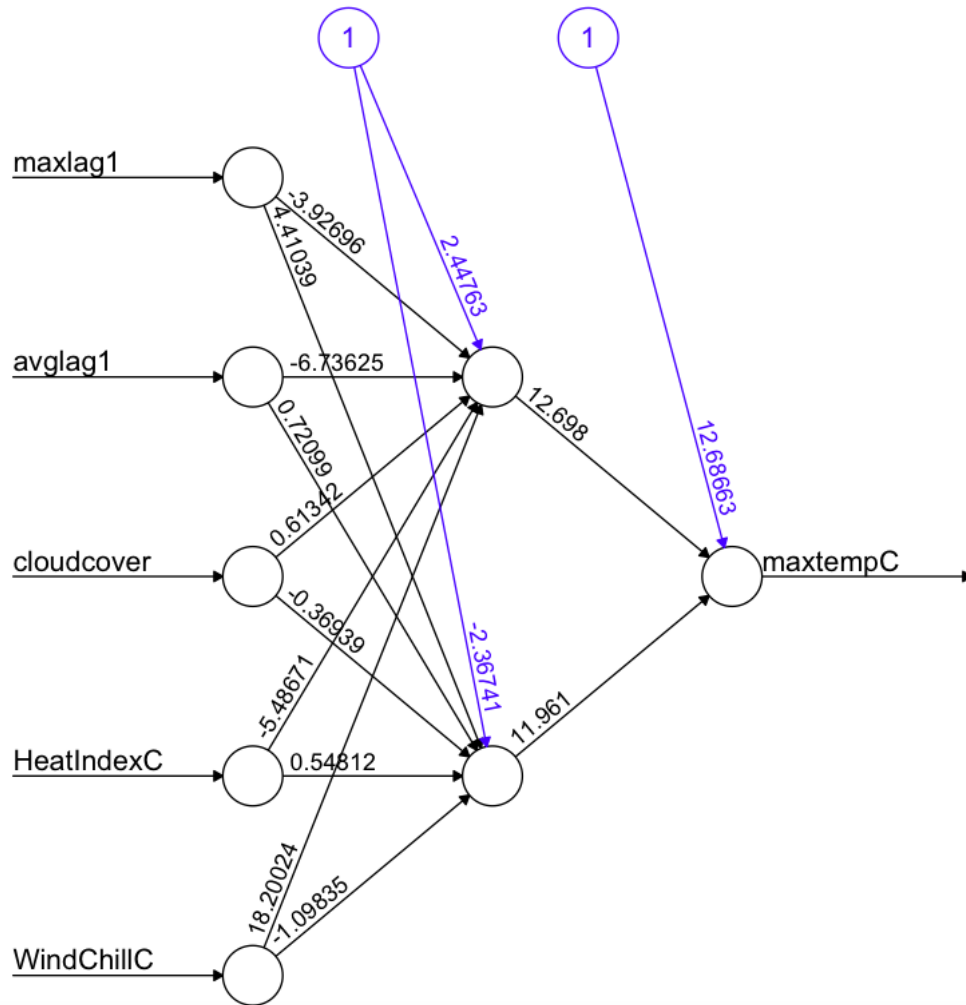 1
1
maxlag1
-3.92696
4.41039
2.44763
avglag1
-6.73625
0.72099
12.698
12.68663
0.61342
cloudcover
maxtempC
-0.36939
-2.36741
-5.48671
11.961
HeatIndexC
0.54812
18.20024
-1.09835
WindChillC